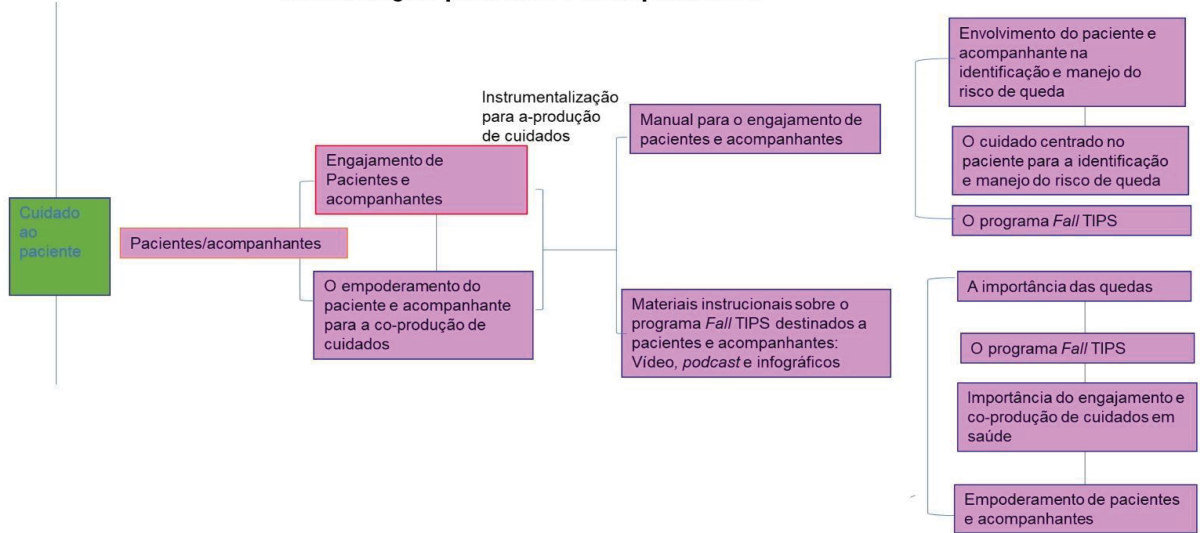 Cuidado
ao
paciente
Pacientes/acompanhantes
Engajamento de
Pacientes e
acompanhantes
O empoderamento do
paciente e acompanhante
para a co-produção de
cuidados
Instrumentalização
para a-produção
de cuidados
Manual para o engajamento de
pacientes e acompanhantes
Materiais instrucionais sobre o
programa Fall TIPS destinados a
pacientes e acompanhantes:
Vídeo, podcast e infográficos
Envolvimento do paciente e
acompanhante na
identificação e manejo do
risco de queda
O cuidado centrado no
paciente para a identificação
e manejo do risco de queda
O programa Fall TIPS
A importância das quedas
O programa Fall TIPS
Importância do engajamento e
co-produção de cuidados em
saúde
Empoderamento de pacientes
e acompanhantes